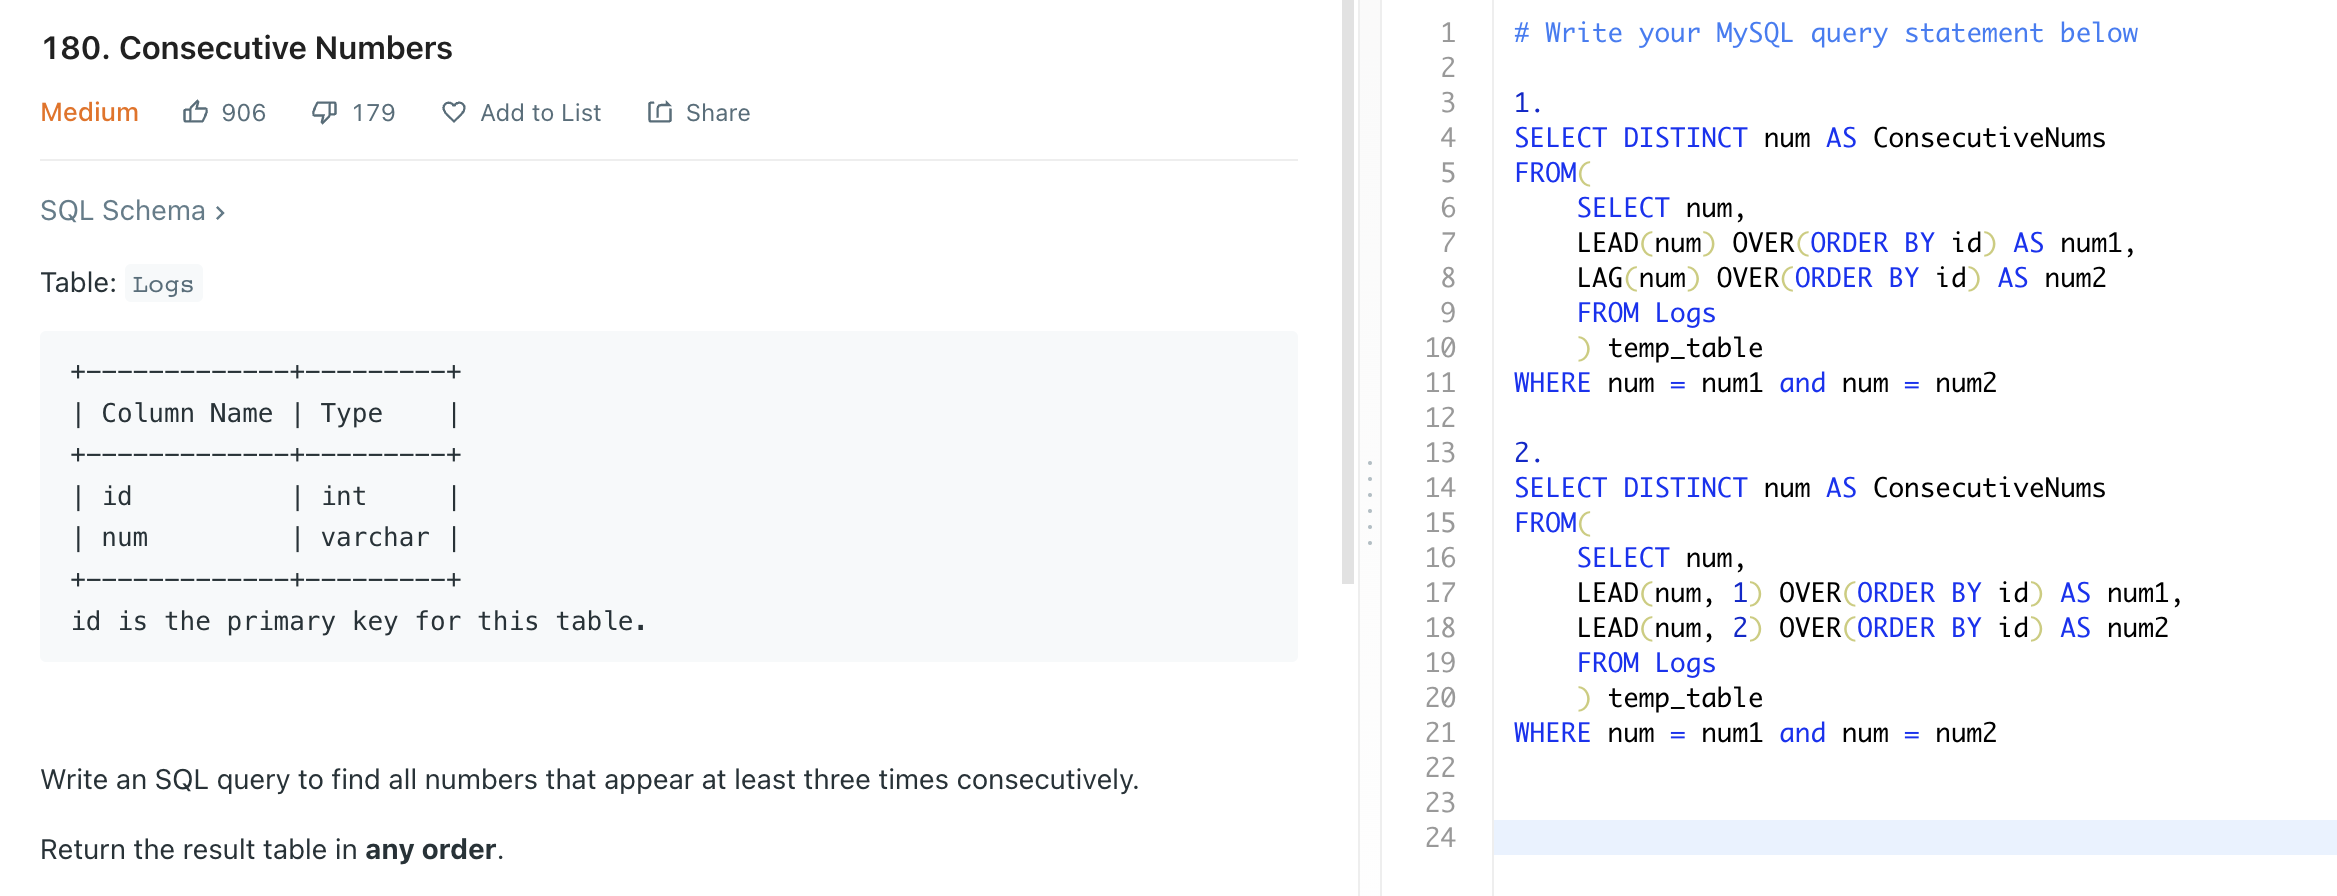 180. Consecutive Numbers
Medium 906 179 Add to List Share
SQL Schema >
Table: Logs
+-------------+---------+
| Column Name | Type    |
+-------------+---------+
| id          | int     |
| num         | varchar |
+-------------+---------+
id is the primary key for this table.
Write an SQL query to find all numbers that appear at least three times consecutively.
Return the result table in any order.
1 # Write your MySQL query statement below
2
3 1.
4 SELECT DISTINCT num AS ConsecutiveNums
5 FROM(
6     SELECT num,
7     LEAD(num) OVER(ORDER BY id) AS num1,
8     LAG(num) OVER(ORDER BY id) AS num2
9     FROM Logs
10     ) temp_table
11 WHERE num = num1 and num = num2
12
13 2.
14 SELECT DISTINCT num AS ConsecutiveNums
15 FROM(
16     SELECT num,
17     LEAD(num, 1) OVER(ORDER BY id) AS num1,
18     LEAD(num, 2) OVER(ORDER BY id) AS num2
19     FROM Logs
20     ) temp_table
21 WHERE num = num1 and num = num2
22
23
24